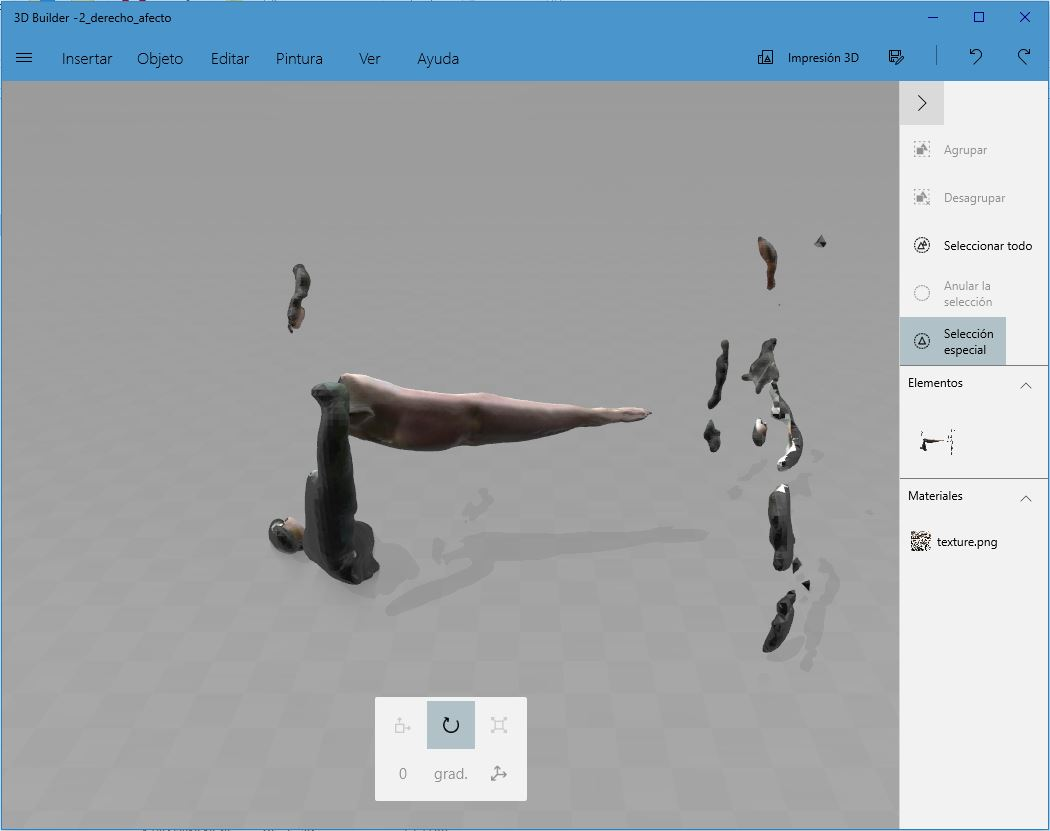 3D Builder -2_derecho_afecto
Insertar Objeto Editar Pintura Ver Ayuda Impresión 3D
Agrupar
Desagrupar
Seleccionar todo
Anular la
selección
Selección
especial
Elementos
Materiales
texture.png
0 grad.